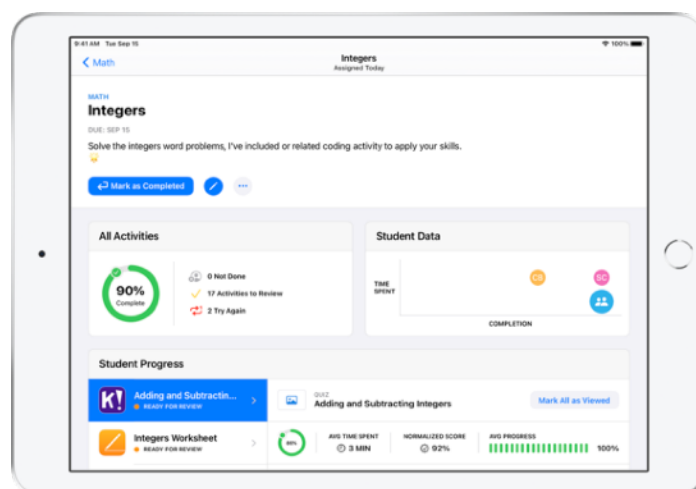 9:41 AM Tue Sep 15
100%
Math
Integers
Assigned Today
MATH
Integers
DUE: SEP 15
Solve the integers word problems, I've included or related coding activity to apply your skills.
Mark as Completed
All Activities
90%
Complete
0 Not Done
17 Activities to Review
2 Try Again
Student Data
TIME
SPENT
CB
SC
COMPLETION
Student Progress
K!
Adding and Subtractin...
READY FOR REVIEW
QUIZ
Adding and Subtracting Integers
Mark All as Viewed
Integers Worksheet
READY FOR REVIEW
AVG TIME SPENT
3 MIN
NORMALIZED SCORE
92%
AVG PROGRESS
100%